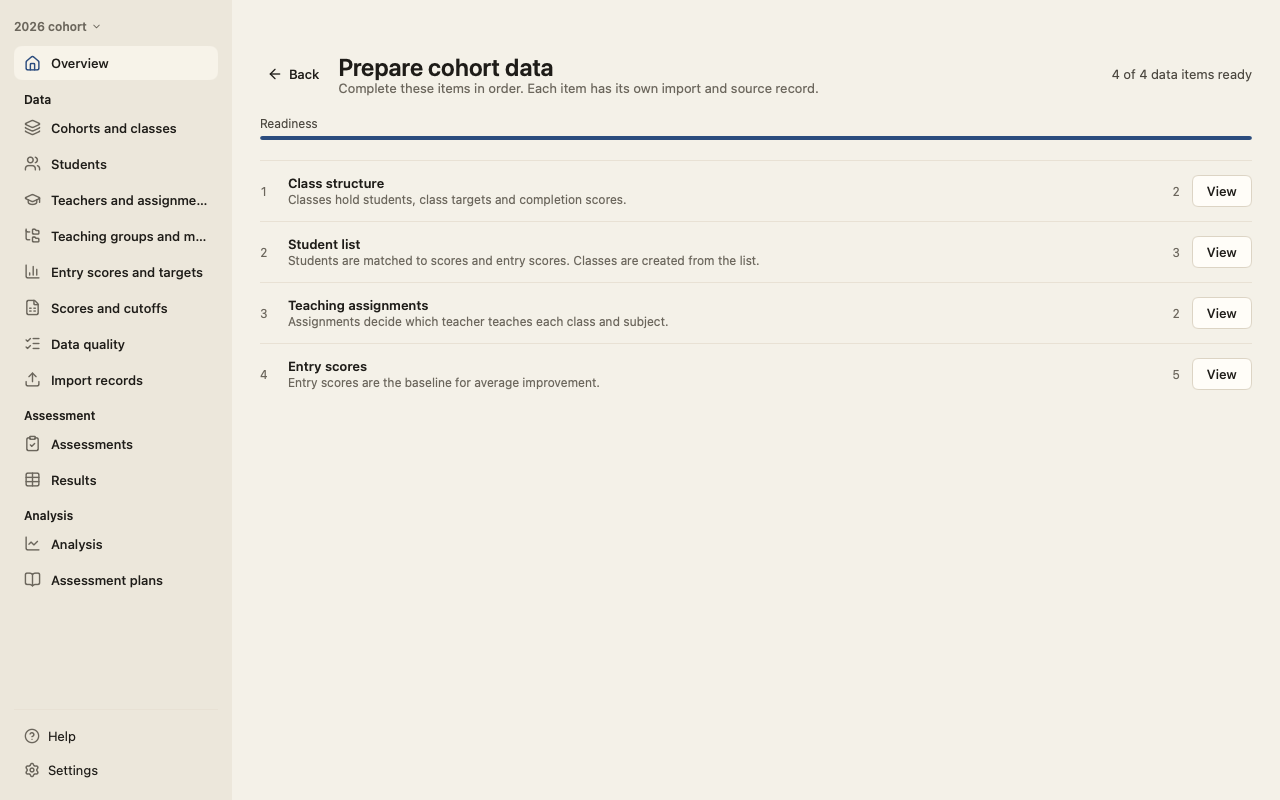 2026 cohort
Overview
Data
Cohorts and classes
Students
Teachers and assignme...
Teaching groups and m...
Entry scores and targets
Scores and cutoffs
Data quality
Import records
Assessment
Assessments
Results
Analysis
Analysis
Assessment plans
Help
Settings
Back
Prepare cohort data
Complete these items in order. Each item has its own import and source record.
4 of 4 data items ready
Readiness
1
Class structure
Classes hold students, class targets and completion scores.
2
View
2
Student list
Students are matched to scores and entry scores. Classes are created from the list.
3
View
3
Teaching assignments
Assignments decide which teacher teaches each class and subject.
2
View
4
Entry scores
Entry scores are the baseline for average improvement.
5
View